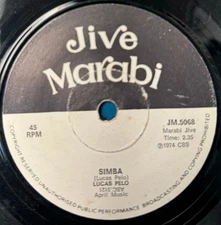 Jive
Marabi
45
RPM
JM.5068
Marabi Jive
Time: 2.35
Ⓟ1974 CBS
SIMBA
(Lucas Pelo)
LUCAS PELO
April Music
COPYRIGHT RESERVED UNAUTHORISED PUBLIC PERFORMANCE BROADCASTING AND COPYING PROHIBITED